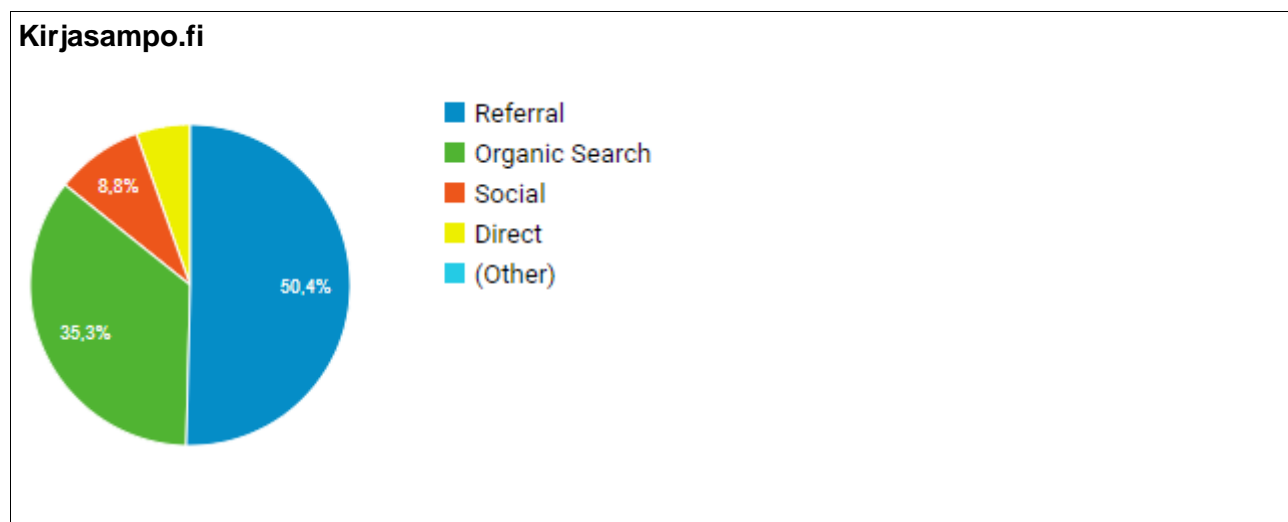 Kirjasampo.fi
Referral
Organic Search
Social
Direct
(Other)
8,8%
50,4%
35,3%